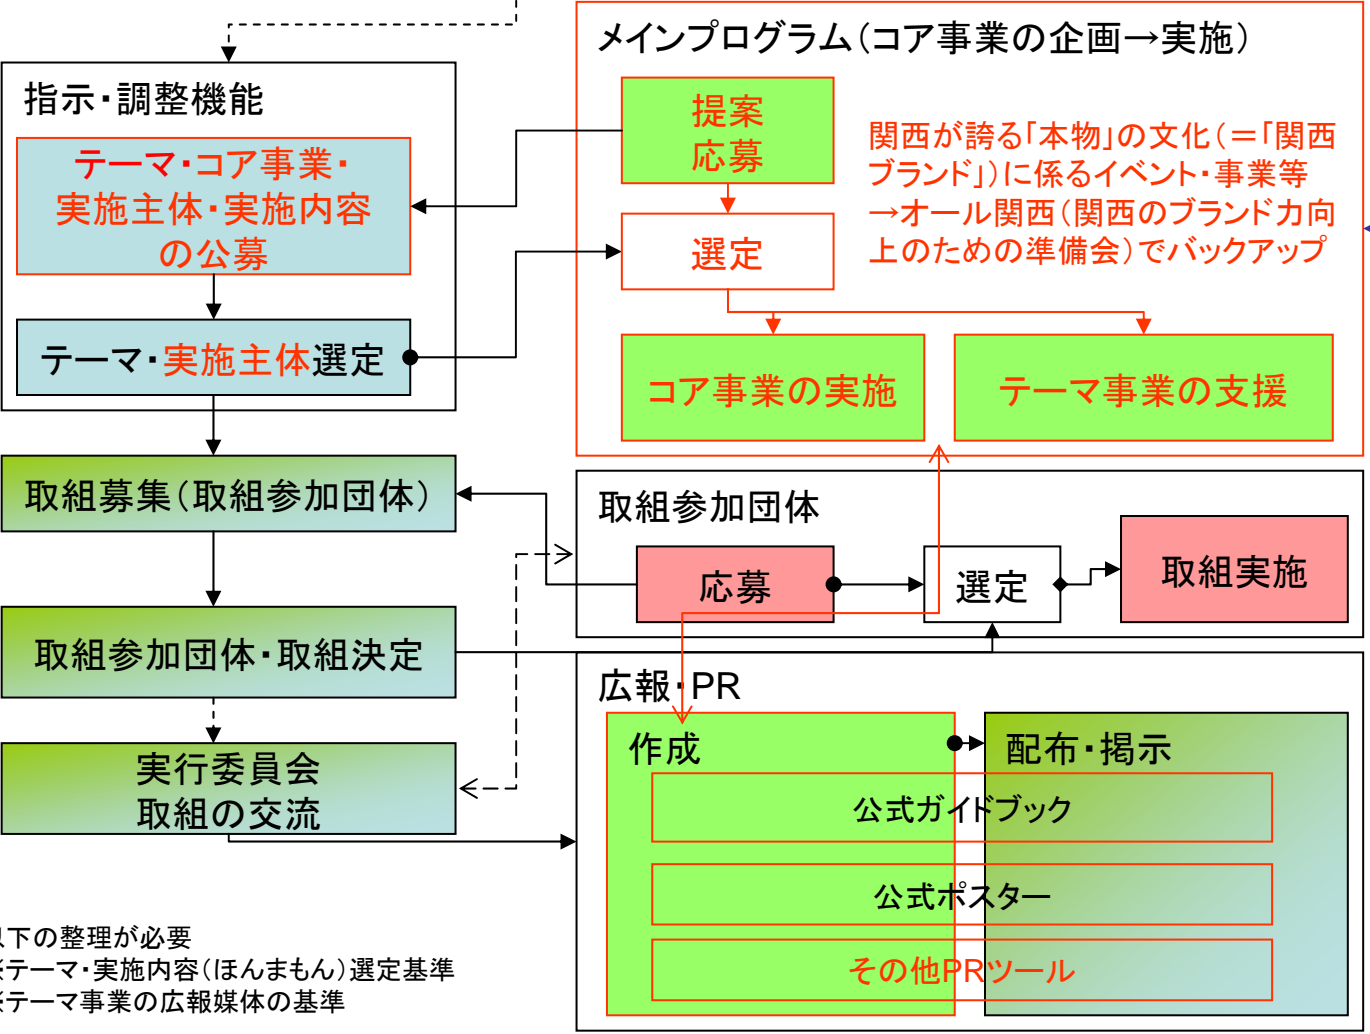 指示・調整機能
テーマ・コア事業・
実施主体・実施内容
の公募
テーマ・実施主体選定
取組募集（取組参加団体）
取組参加団体・取組決定
実行委員会
取組の交流
以下の整理が必要
※テーマ・実施内容（ほんまもん）選定基準
※テーマ事業の広報媒体の基準
メインプログラム（コア事業の企画→実施）
提案
応募
選定
関西が誇る「本物」の文化（＝「関西
ブランド」）に係るイベント・事業等
→オール関西（関西のブランド力向
上のための準備会）でバックアップ
コア事業の実施
テーマ事業の支援
取組参加団体
応募
選定
取組実施
広報・PR
作成
配布・掲示
公式ガイドブック
公式ポスター
その他PRツール